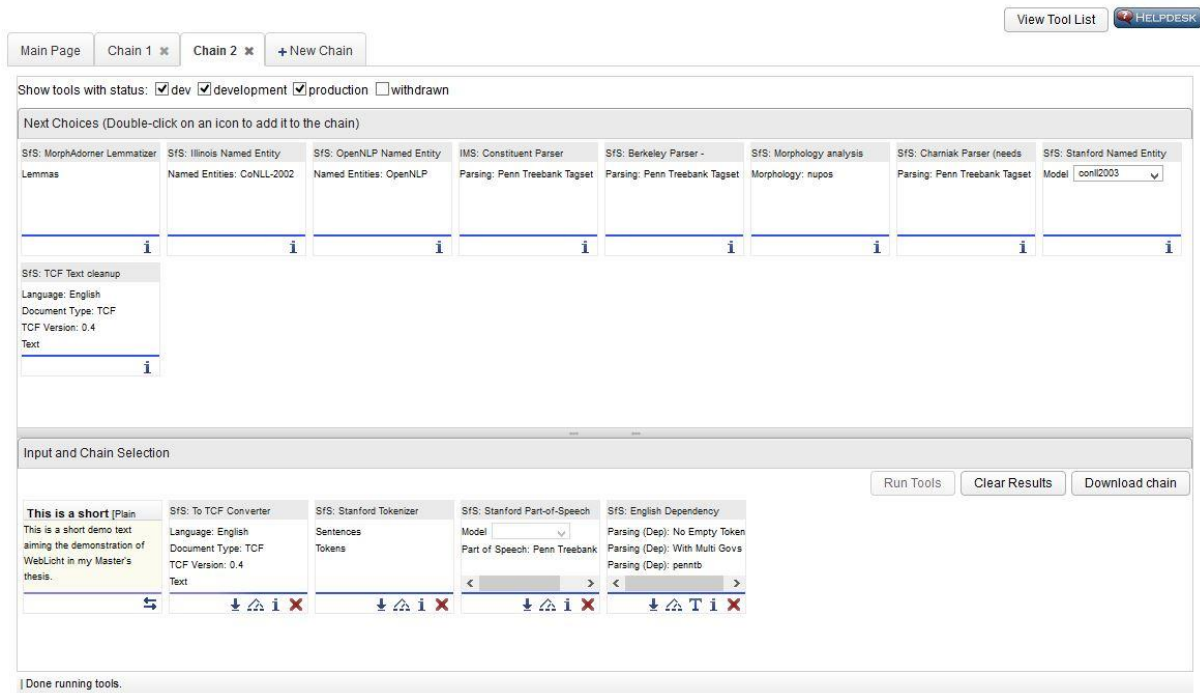 View Tool List
HELPDESK
Main Page
Chain 1
Chain 2
+ New Chain
Show tools with status: dev development production withdrawn
Next Choices (Double-click on an icon to add it to the chain)
SfS: MorphAdorner Lemmatizer
Lemmas
SfS: Illinois Named Entity
Named Entities: CoNLL-2002
SfS: OpenNLP Named Entity
Named Entities: OpenNLP
IMS: Constituent Parser
Parsing: Penn Treebank Tagset
SfS: Berkeley Parser -
Parsing: Penn Treebank Tagset
SfS: Morphology analysis
Morphology: nupos
SfS: Charniak Parser (needs
Parsing: Penn Treebank Tagset
SfS: Stanford Named Entity
Model conll2003
SfS: TCF Text cleanup
Language: English
Document Type: TCF
TCF Version: 0.4
Text
Input and Chain Selection
Run Tools
Clear Results
Download chain
This is a short [Plain
This is a short demo text
aiming the demonstration of
WebLicht in my Master's
thesis.
SfS: To TCF Converter
Language: English
Document Type: TCF
TCF Version: 0.4
Text
SfS: Stanford Tokenizer
Sentences
Tokens
SfS: Stanford Part-of-Speech
Model
Part of Speech: Penn Treebank
SfS: English Dependency
Parsing (Dep): No Empty Token
Parsing (Dep): With Multi Govs
Parsing (Dep): penntb
| Done running tools.